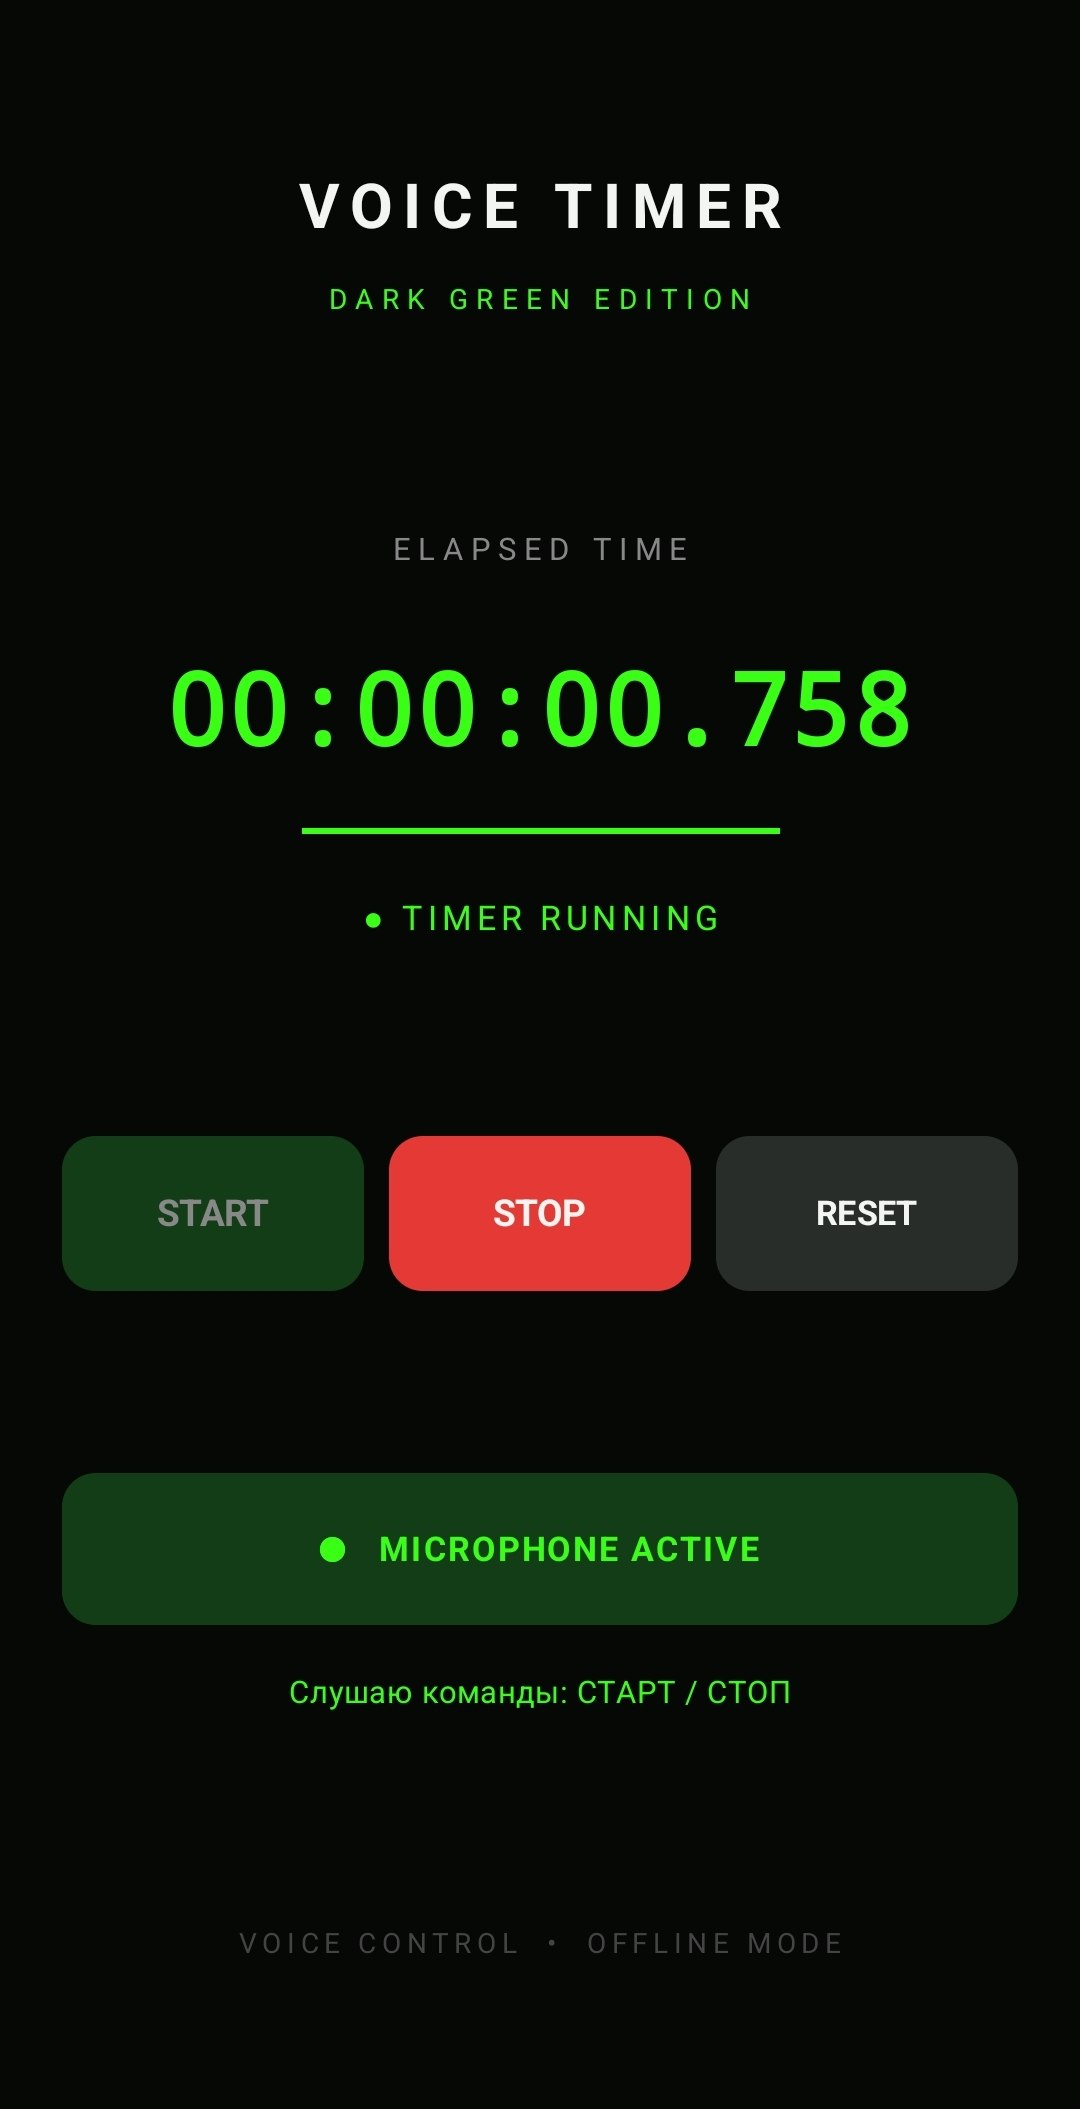 VOICE TIMER
DARK GREEN EDITION
ELAPSED TIME
00:00:00.758
● TIMER RUNNING
START STOP RESET
● MICROPHONE ACTIVE
Слушаю команды: СТАРТ / СТОП
VOICE CONTROL • OFFLINE MODE